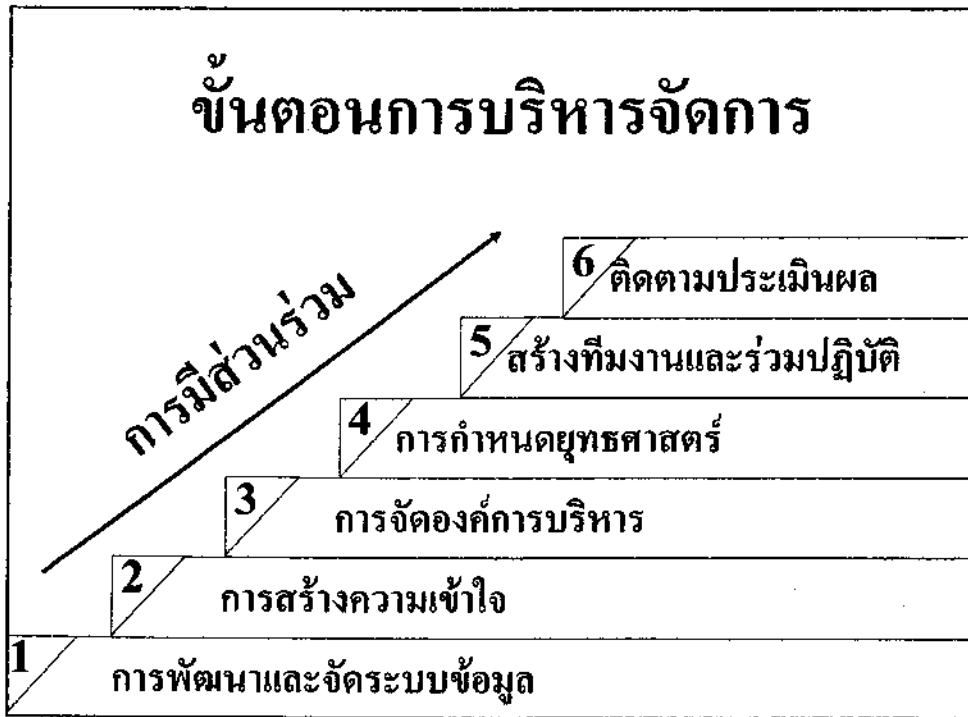 ขั้นตอนการบริหารจัดการ
การมีส่วนร่วม
6 ติดตามประเมินผล
5 สร้างทีมงานและร่วมปฏิบัติ
4 การกำหนดยุทธศาสตร์
3 การจัดองค์การบริหาร
2 การสร้างความเข้าใจ
1 การพัฒนาและจัดระบบข้อมูล